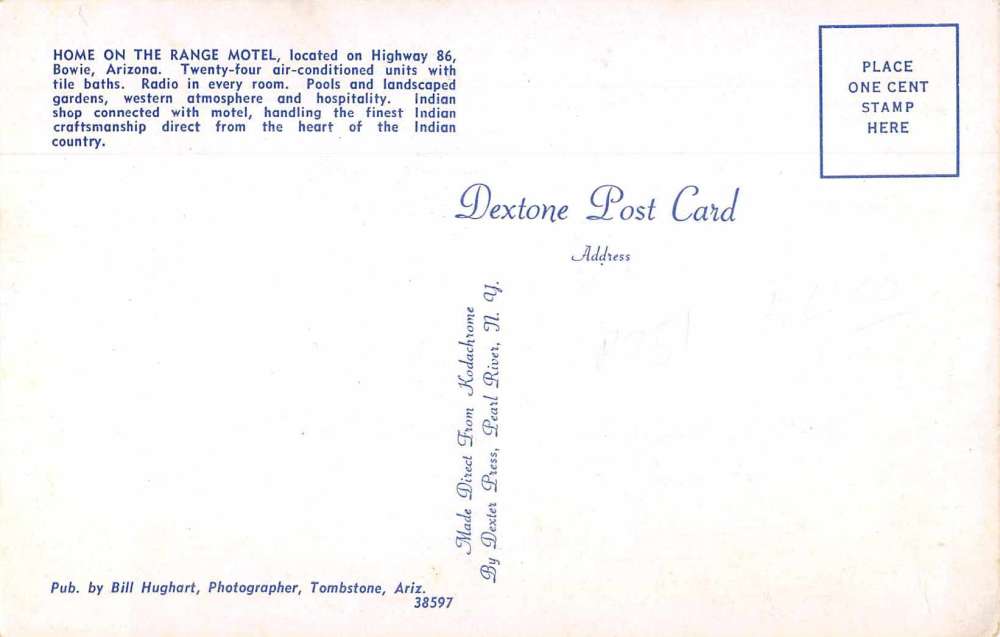 HOME ON THE RANGE MOTEL, located on Highway 86,
Bowie, Arizona. Twenty-four air-conditioned units with
tile baths. Radio in every room. Pools and landscaped
gardens, western atmosphere and hospitality. Indian
shop connected with motel, handling the finest Indian
craftsmanship direct from the heart of the Indian
country.
PLACE
ONE CENT
STAMP
HERE
Dextone Post Card
Address
Made Direct From Kodachrome
By Dexter Press, Pearl River, N. Y.
Pub. by Bill Hughart, Photographer, Tombstone, Ariz.
38597